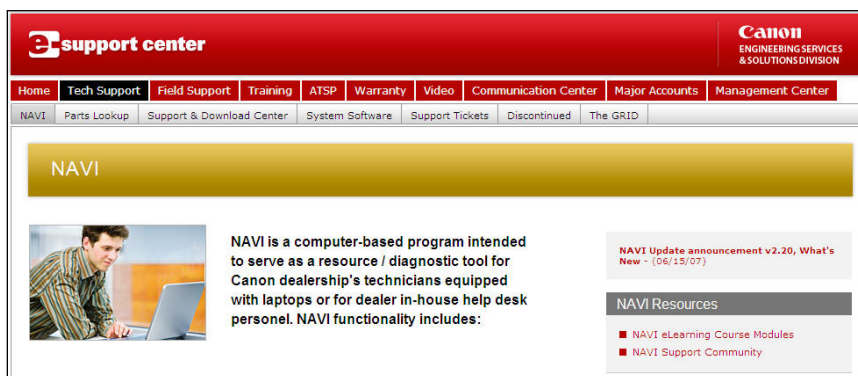 e-support center
Canon
ENGINEERING SERVICES
& SOLUTIONS DIVISION
Home Tech Support Field Support Training ATSP Warranty Video Communication Center Major Accounts Management Center
NAVI Parts Lookup Support & Download Center System Software Support Tickets Discontinued The GRID
NAVI
NAVI is a computer-based program intended
to serve as a resource / diagnostic tool for
Canon dealership's technicians equipped
with laptops or for dealer in-house help desk
personel. NAVI functionality includes:
NAVI Update announcement v2.20, What's
New - (06/15/07)
NAVI Resources
NAVI eLearning Course Modules
NAVI Support Community